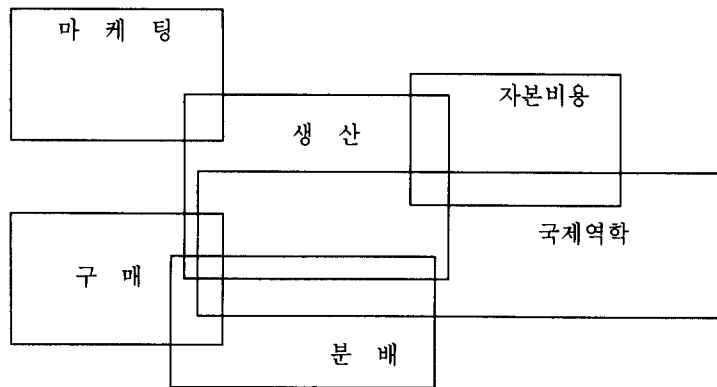 마 케 팅
자본비용
생 산
국제역학
구 매
분 배